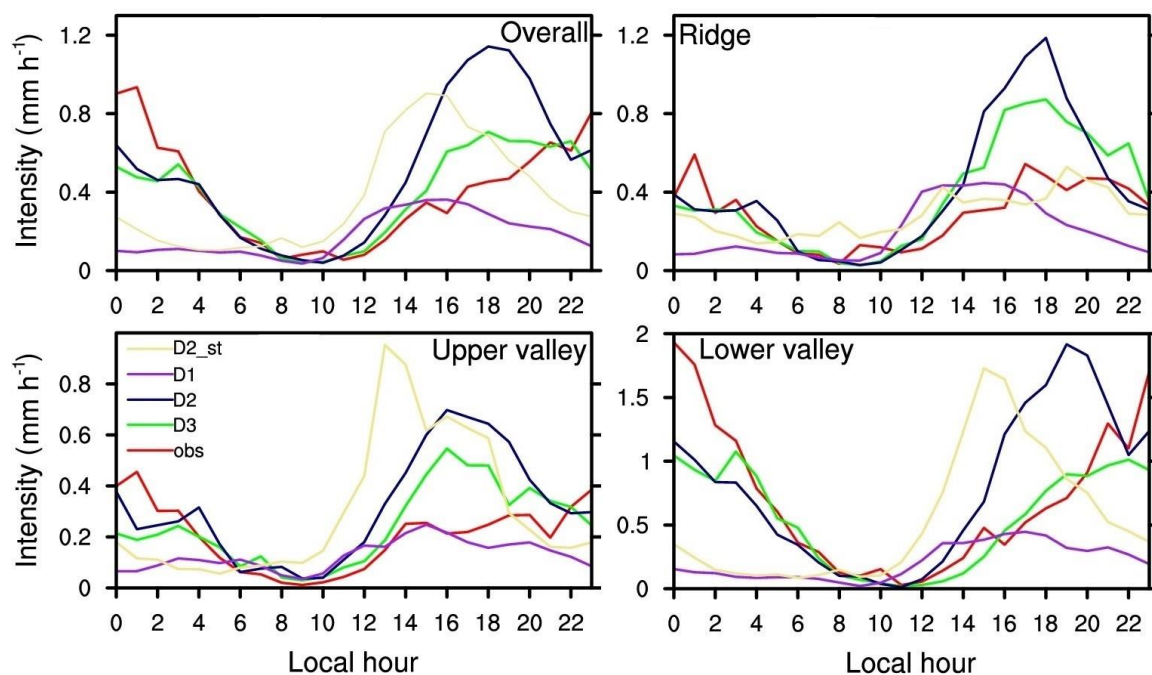 Overall
Intensity (mm h⁻¹)
1.2
0.8
0.4
0
0 2 4 6 8 10 12 14 16 18 20 22
Ridge
1.2
0.8
0.4
0
0 2 4 6 8 10 12 14 16 18 20 22
Upper valley
D2_st
D1
D2
D3
obs
Intensity (mm h⁻¹)
0.8
0.6
0.4
0.2
0
0 2 4 6 8 10 12 14 16 18 20 22
Local hour
Lower valley
2
1.5
1
0.5
0
0 2 4 6 8 10 12 14 16 18 20 22
Local hour